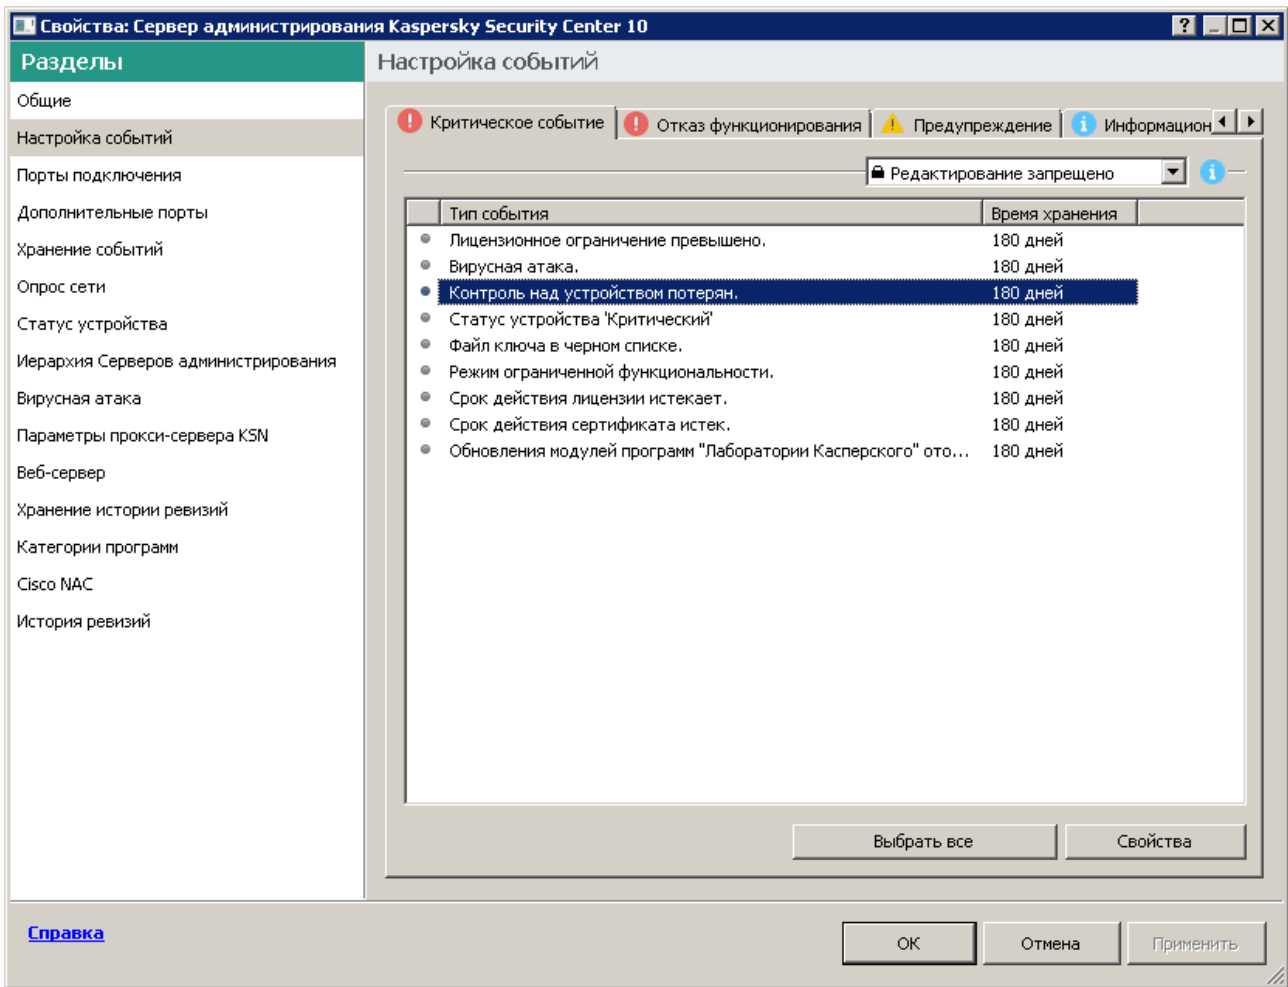 Свойства: Сервер администрирования Kaspersky Security Center 10
Разделы
Настройка событий
Общие
Настройка событий
Порты подключения
Дополнительные порты
Хранение событий
Опрос сети
Статус устройства
Иерархия Серверов администрирования
Вирусная атака
Параметры прокси-сервера KSN
Веб-сервер
Хранение истории ревизий
Категории программ
Cisco NAC
История ревизий
Критическое событие
Отказ функционирования
Предупреждение
Информацион
Редактирование запрещено
Тип события Время хранения
Лицензионное ограничение превышено. 180 дней
Вирусная атака. 180 дней
Контроль над устройством потерян. 180 дней
Статус устройства 'Критический' 180 дней
Файл ключа в черном списке. 180 дней
Режим ограниченной функциональности. 180 дней
Срок действия лицензии истекает. 180 дней
Срок действия сертификата истек. 180 дней
Обновления модулей программ "Лаборатории Касперского" ото... 180 дней
Выбрать все
Свойства
Справка
ОК
Отмена
Применить